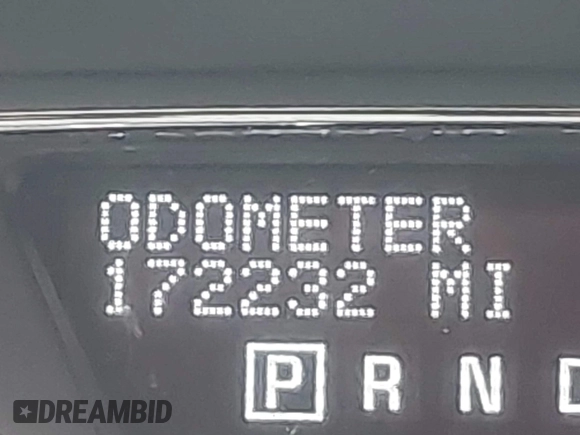 ODOMETER
172232 MI
P R N
DREAMBID